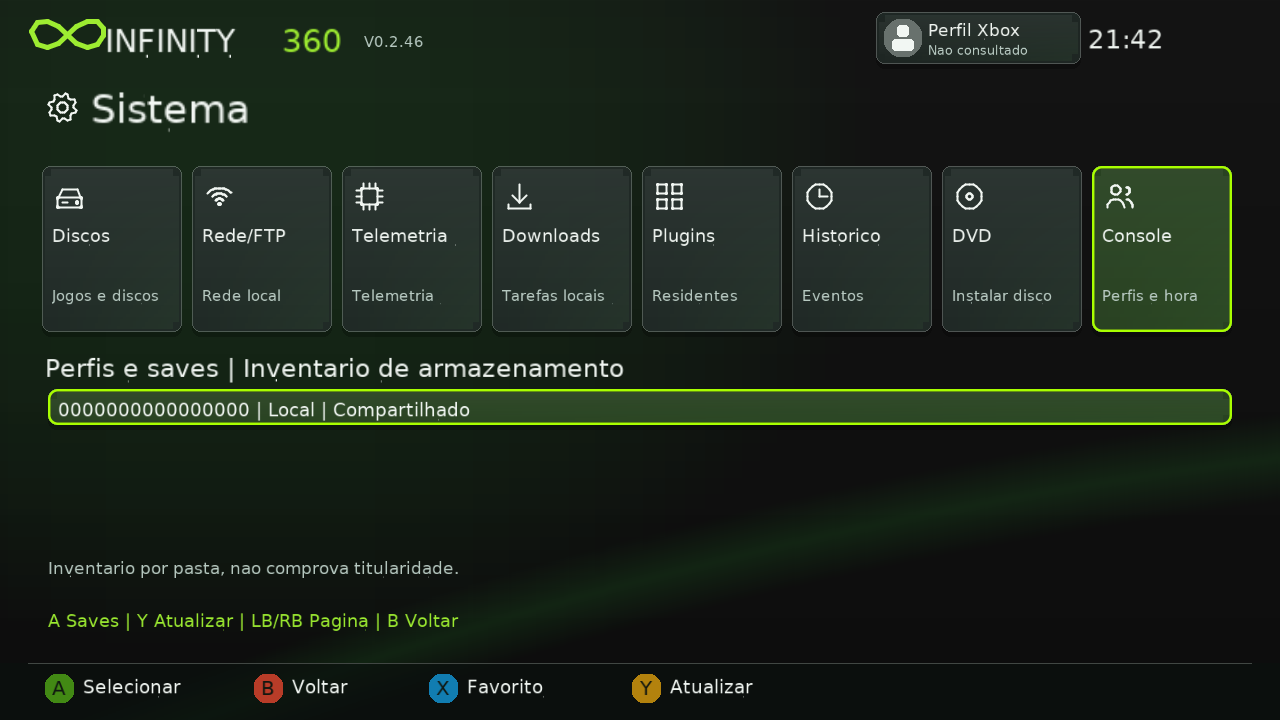 INFINITY 360 V0.2.46
Perfil Xbox
Nao consultado
21:42
Sistema
Discos
Jogos e discos
Rede/FTP
Rede local
Telemetria
Telemetria
Downloads
Tarefas locais
Plugins
Residentes
Historico
Eventos
DVD
Instalar disco
Console
Perfis e hora
Perfis e saves | Inventario de armazenamento
0000000000000000 | Local | Compartilhado
Inventario por pasta, nao comprova titularidade.
A Saves | Y Atualizar | LB/RB Pagina | B Voltar
A Selecionar B Voltar X Favorito Y Atualizar